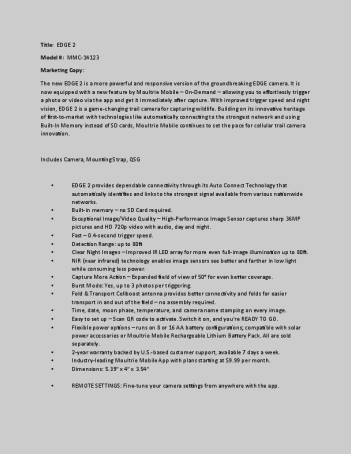 Title: EDGE 2
Model #: MMC-14123
Marketing Copy:
The new EDGE 2 is a more powerful and responsive version of the groundbreaking EDGE camera. It is
now equipped with a new feature by Moultrie Mobile – On-Demand – allowing you to effortlessly trigger
a photo or video via the app and get it immediately after capture. With improved trigger speed and night
vision, EDGE 2 is a game-changing trail camera for capturing wildlife. Building on its innovative heritage
of first-to-market with technologies like automatically connecting to the strongest network and using
Built-In Memory instead of SD cards, Moultrie Mobile continues to set the pace for cellular trail camera
innovation.
Includes Camera, Mounting Strap, QSG
• EDGE 2 provides dependable connectivity through its Auto Connect Technology that
automatically identifies and links to the strongest signal available from various nationwide
networks.
• Built-in memory – no SD Card required.
• Exceptional Image/Video Quality – High-Performance Image Sensor captures sharp 36MP
pictures and HD 720p video with audio, day and night.
• Fast – 0.4-second trigger speed.
• Detection Range: up to 80ft
• Clear Night Images – Improved IR LED array for more even full-image illumination up to 80ft.
• NIR (near infrared) technology enables image sensors see better and farther in low light
while consuming less power.
• Capture More Action – Expanded field of view of 50° for even better coverage.
• Burst Mode: Yes, up to 3 photos per triggering.
• Fold & Transport Cellboost antenna provides better connectivity and folds for easier
transport in and out of the field – no assembly required.
• Time, date, moon phase, temperature, and camera name stamping on every image.
• Easy to set up – Scan QR code to activate. Switch it on, and you're READY TO GO.
• Flexible power options – runs on 8 or 16 AA battery configurations; compatible with solar
power accessories or Moultrie Mobile Rechargeable Lithium Battery Pack. All are sold
separately.
• 2-year warranty backed by U.S.-based customer support, available 7 days a week.
• Industry-leading Moultrie Mobile App with plans starting at $9.99 per month.
• Dimensions: 5.39" x 4" x 3.54"
• REMOTE SETTINGS: Fine-tune your camera settings from anywhere with the app.